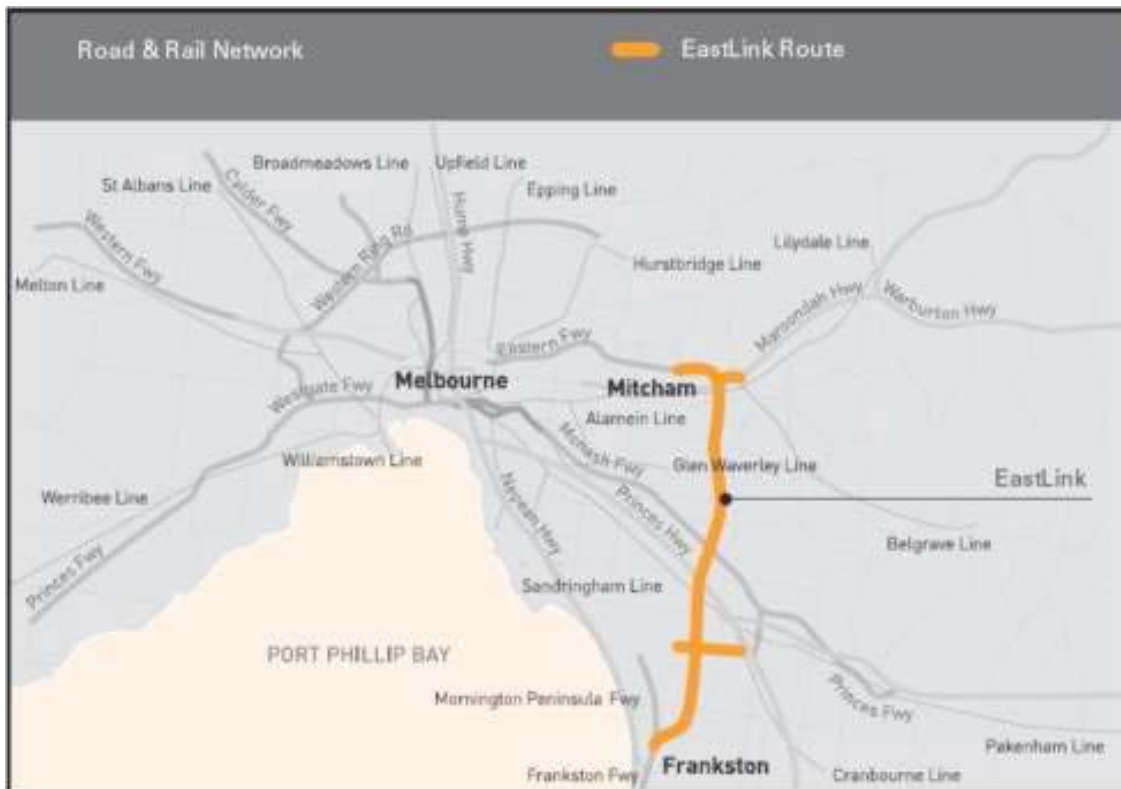 Road & Rail Network
EastLink Route
Broadmeadows Line
Upfield Line
St Albans Line
Calder Fwy
Epping Line
Hume Hwy
Western Fwy
Western Ring Rd
Lilydale Line
Hurstbridge Line
Melton Line
Maroondah Hwy
Warburton Hwy
Eastern Fwy
Melbourne
Mitcham
Westgate Fwy
Alamein Line
Monash Fwy
Williamstown Line
Glen Waverley Line
EastLink
Werribee Line
Nepean Hwy
Princes Hwy
Belgrave Line
Princes Fwy
Sandringham Line
PORT PHILLIP BAY
Mornington Peninsula Fwy
Princes Fwy
Pakenham Line
Frankston
Frankston Fwy
Cranbourne Line